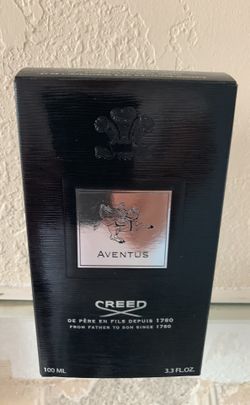 AVENTUS
CREED
DE PÈRE EN FILS DEPUIS 1760
FROM FATHER TO SON SINCE 1760
100 ML 3.3 FL.OZ.